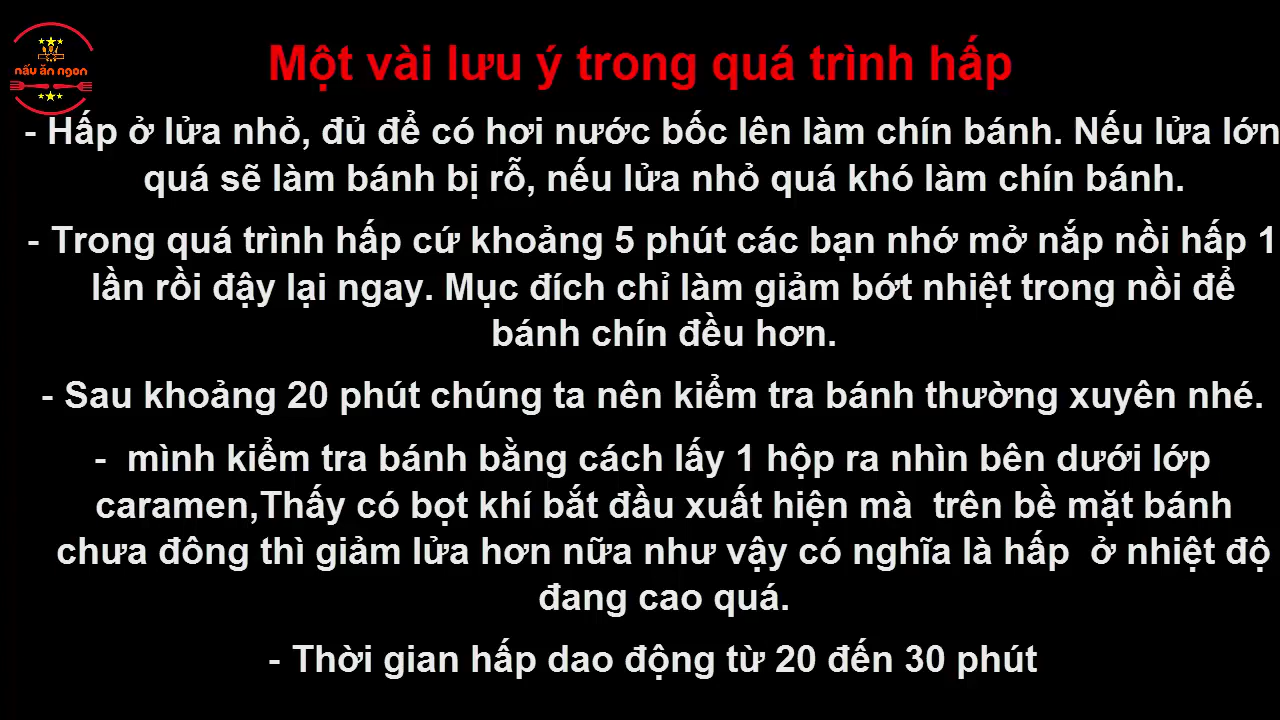 nấu ăn ngon
Một vài lưu ý trong quá trình hấp
- Hấp ở lửa nhỏ, đủ để có hơi nước bốc lên làm chín bánh. Nếu lửa lớn
quá sẽ làm bánh bị rỗ, nếu lửa nhỏ quá khó làm chín bánh.
- Trong quá trình hấp cứ khoảng 5 phút các bạn nhớ mở nắp nồi hấp 1
lần rồi đậy lại ngay. Mục đích chỉ làm giảm bớt nhiệt trong nồi để
bánh chín đều hơn.
- Sau khoảng 20 phút chúng ta nên kiểm tra bánh thường xuyên nhé.
- mình kiểm tra bánh bằng cách lấy 1 hộp ra nhìn bên dưới lớp
caramen,Thấy có bọt khí bắt đầu xuất hiện mà trên bề mặt bánh
chưa đông thì giảm lửa hơn nữa như vậy có nghĩa là hấp ở nhiệt độ
đang cao quá.
- Thời gian hấp dao động từ 20 đến 30 phút